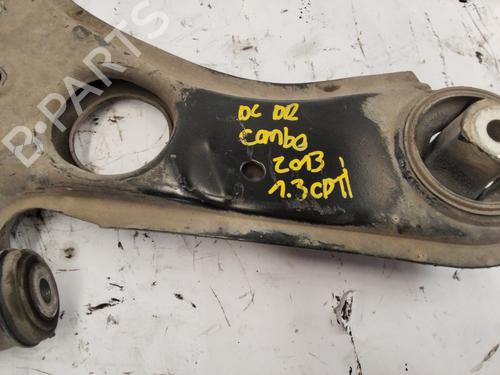 DC DR
Combo
2013
1.3 CDTI
B-PARTS